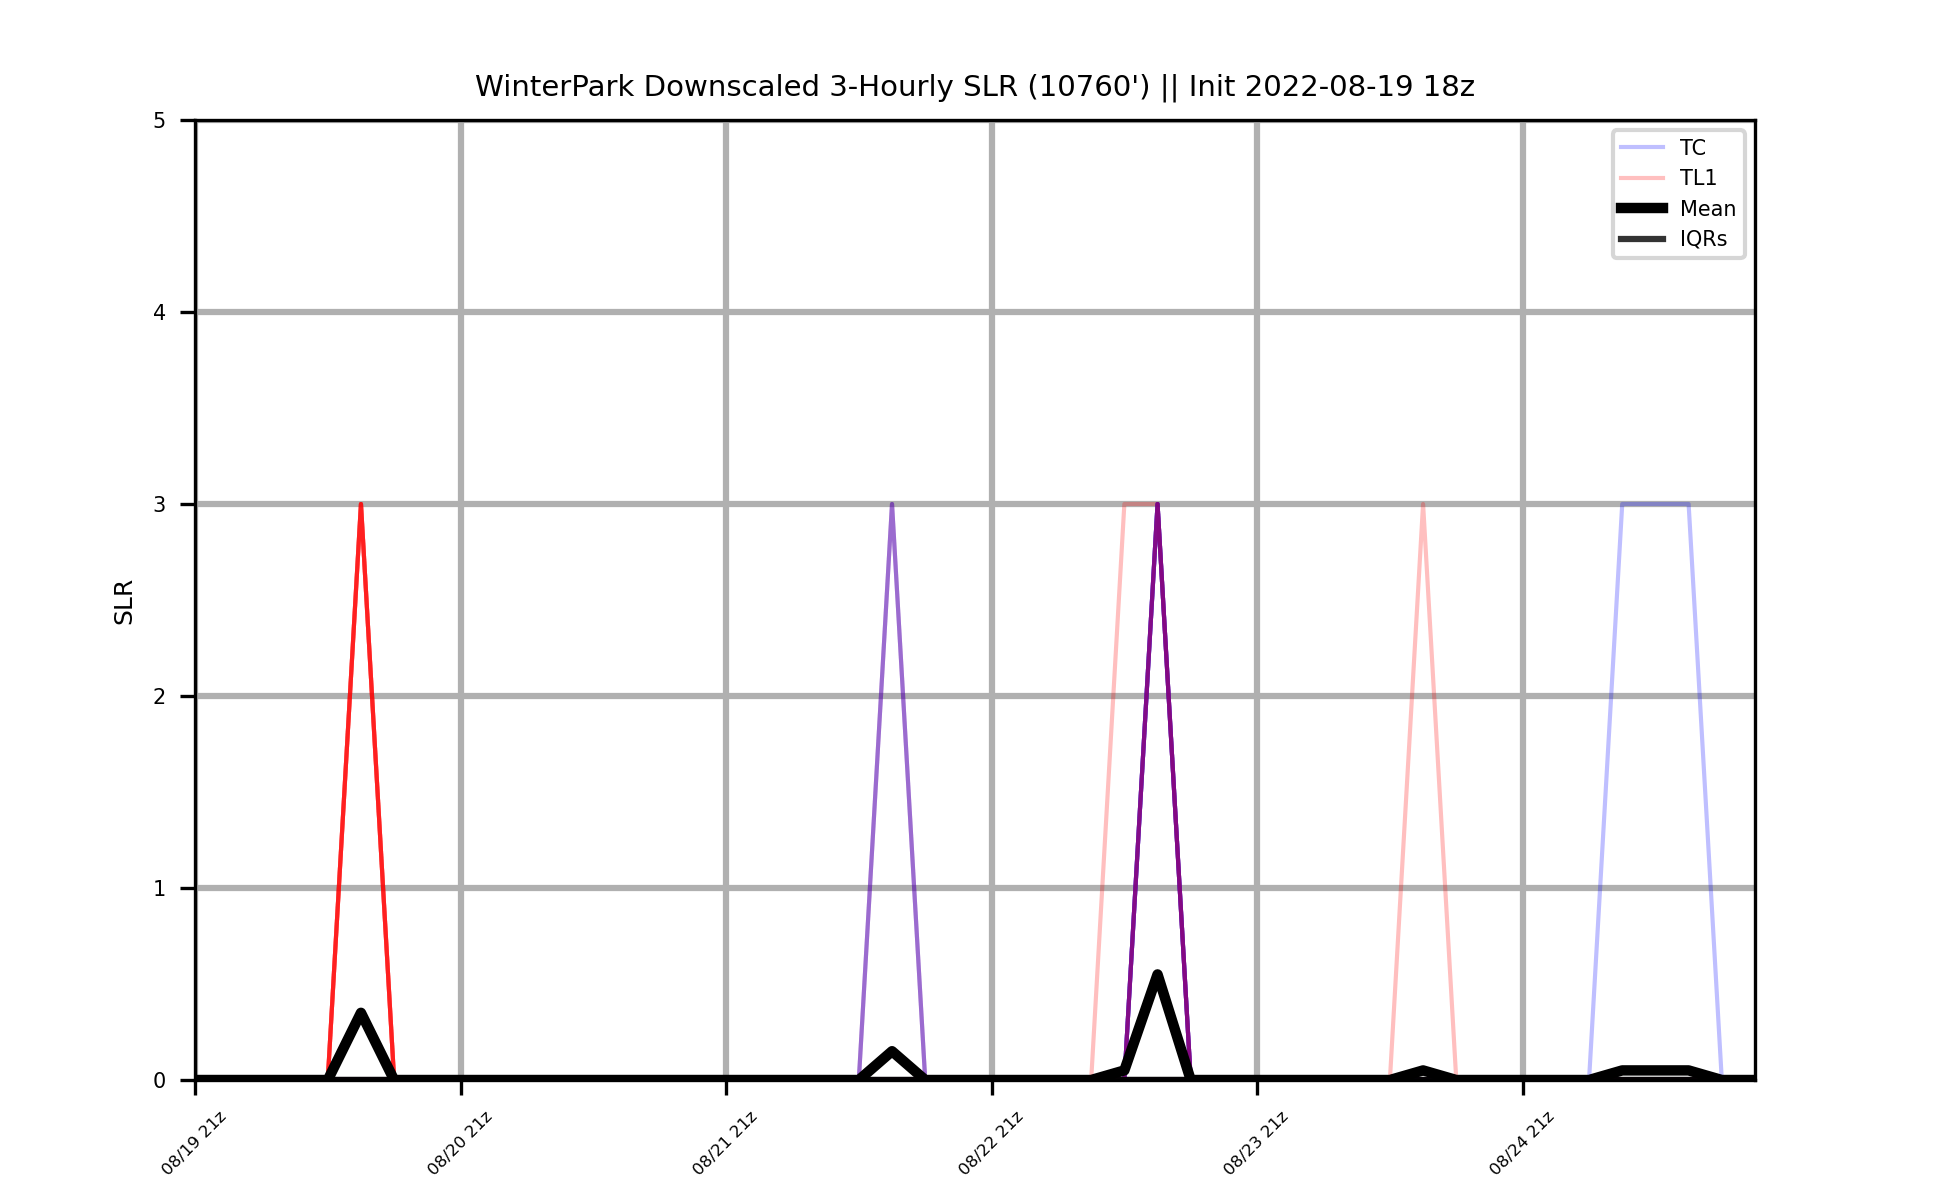 WinterPark Downscaled 3-Hourly SLR (10760') || Init 2022-08-19 18z
TC
TL1
Mean
IQRs
SLR
5
4
3
2
1
0
08/19 21z
08/20 21z
08/21 21z
08/22 21z
08/23 21z
08/24 21z